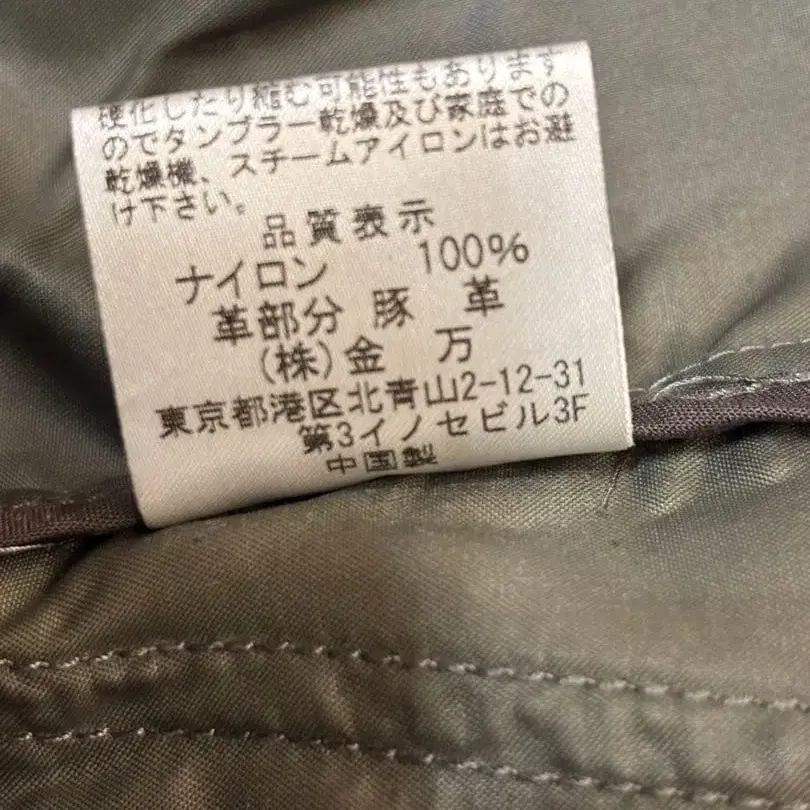 硬化したり縮む可能性もあります
のでタンブラー乾燥及び家庭での
乾燥機、スチームアイロンはお避
け下さい。
品質表示
ナイロン 100%
革部分 豚 革
(株)金 万
東京都港区北青山2-12-31
第3イノセビル3F
中国製